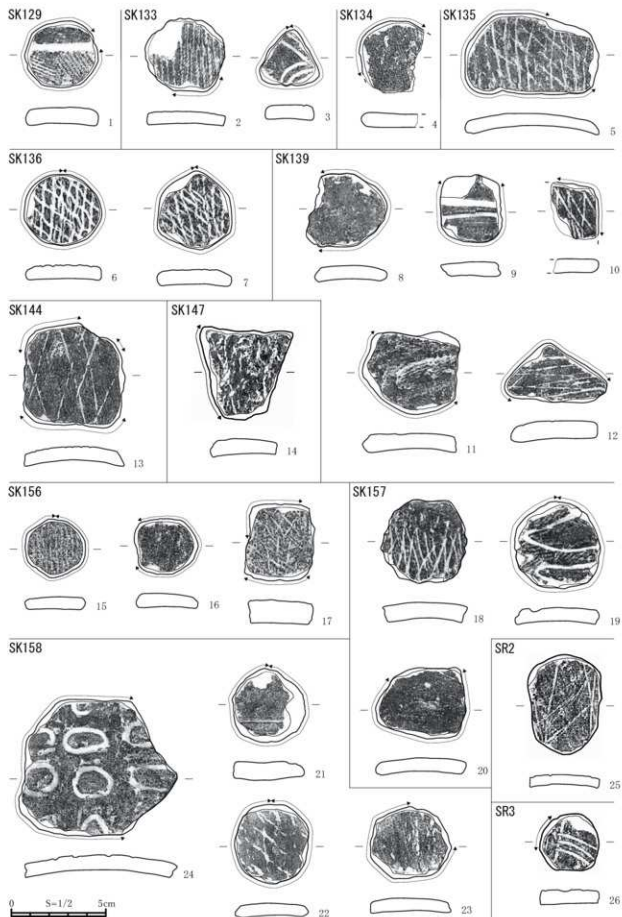 SK129 SK133 SK134 SK135
1 2 3 4 5
SK136 SK139
6 7 8 9 10
SK144 SK147
13 14 11 12
SK156 SK157
15 16 17 18 19
SK158 SR2
21 20 25
SR3
24 22 23 26
0 S=1/2 5cm